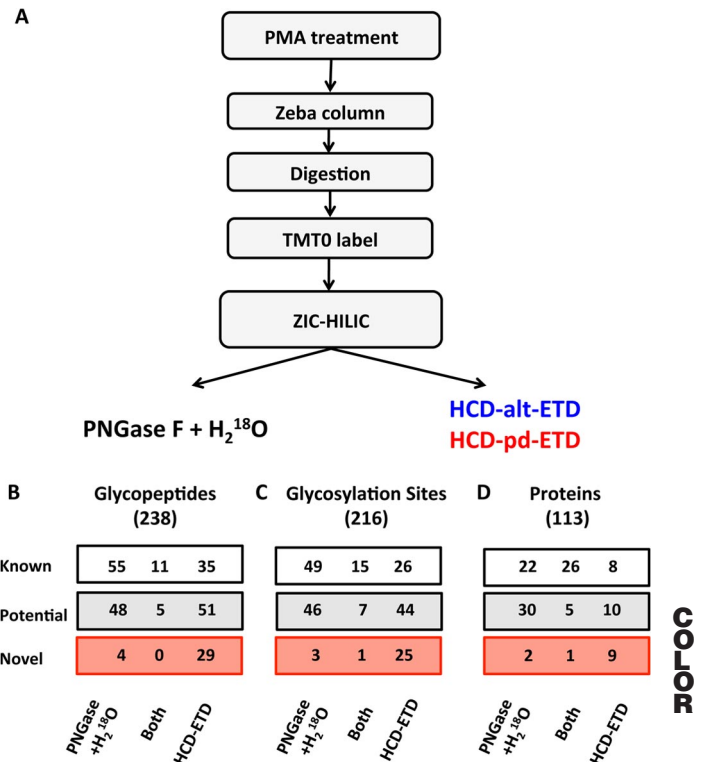 A
PMA treatment
Zeba column
Digestion
TMT0 label
ZIC-HILIC
PNGase F + H₂¹⁸O
HCD-alt-ETD
HCD-pd-ETD
B Glycopeptides (238)
C Glycosylation Sites (216)
D Proteins (113)
Known 55 11 35 49 15 26 22 26 8
Potential 48 5 51 46 7 44 30 5 10
Novel 4 0 29 3 1 25 2 1 9
PNGase +H₂¹⁸O Both HCD-ETD
PNGase +H₂¹⁸O Both HCD-ETD
PNGase +H₂¹⁸O Both HCD-ETD
COLOR